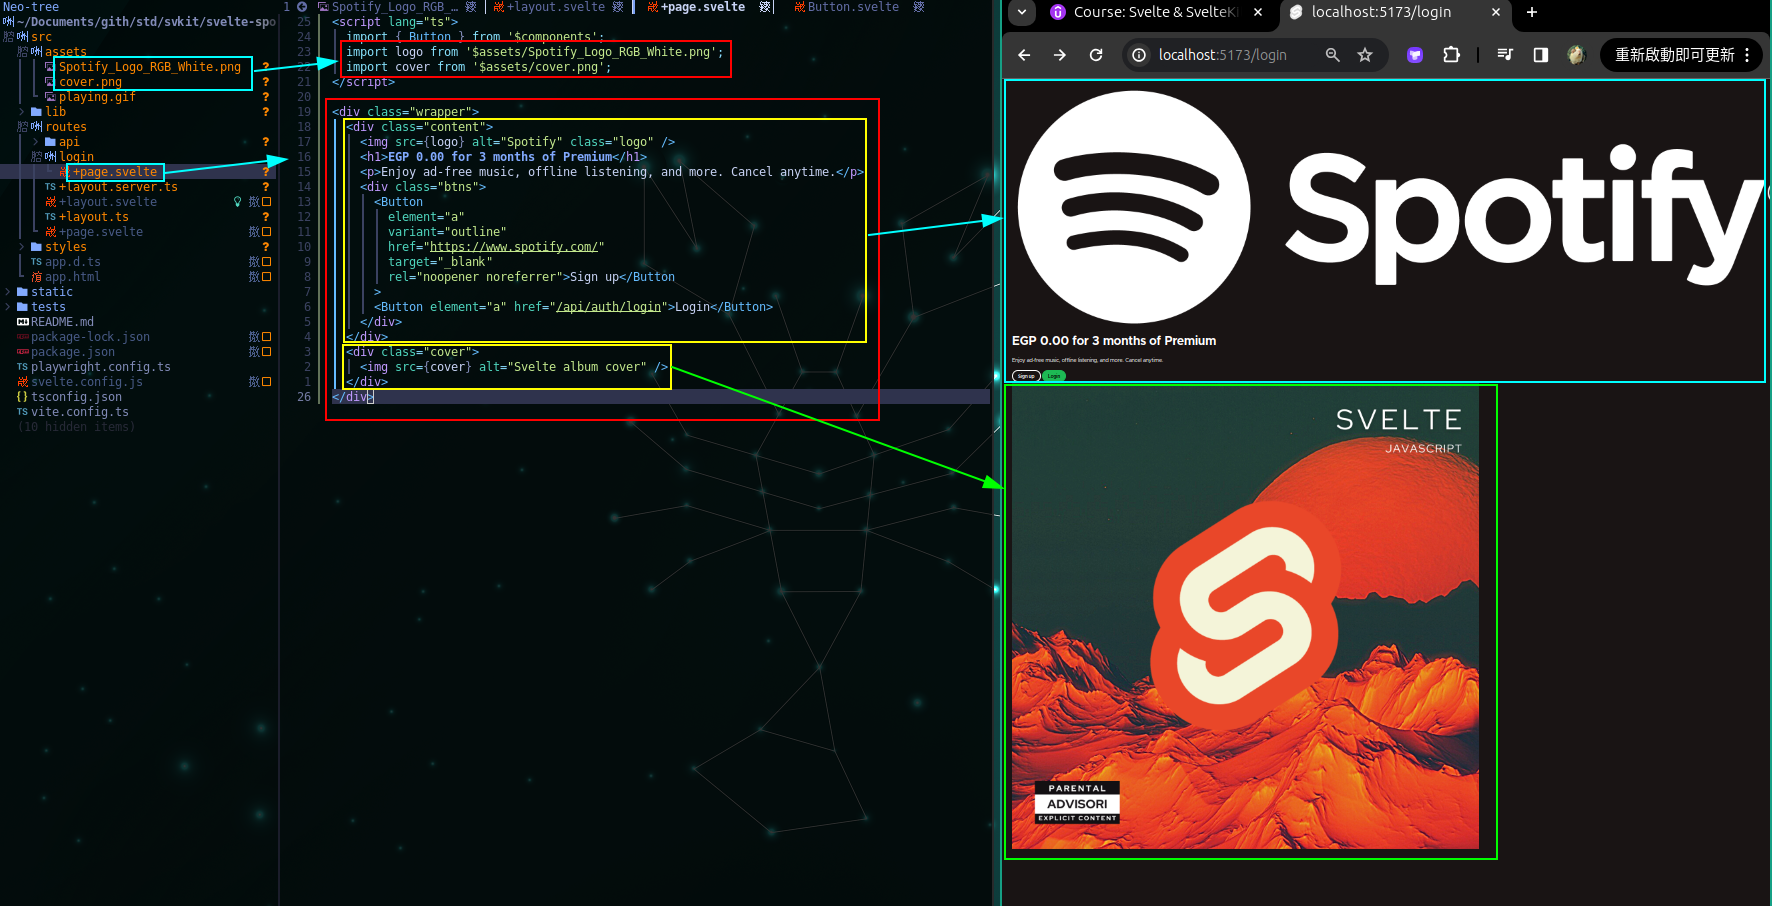 Neo-tree
~/Documents/gith/std/svkit/svelte-spo
src
assets
Spotify_Logo_RGB_White.png ?
cover.png ?
playing.gif ?
lib ?
routes
api ?
login
+page.svelte ?
TS +layout.server.ts ?
+layout.svelte
TS +layout.ts ?
+page.svelte
styles ?
TS app.d.ts
app.html
static
tests
README.md
package-lock.json
package.json
playwright.config.ts
svelte.config.js
{} tsconfig.json
TS vite.config.ts
(10 hidden items)
1 Spotify_Logo_RGB_… +layout.svelte +page.svelte Button.svelte
25 <script lang="ts">
24 import { Button } from '$components';
23 import logo from '$assets/Spotify_Logo_RGB_White.png';
22 import cover from '$assets/cover.png';
21 </script>
20
19 <div class="wrapper">
18 <div class="content">
17 <img src={logo} alt="Spotify" class="logo" />
16 <h1>EGP 0.00 for 3 months of Premium</h1>
15 <p>Enjoy ad-free music, offline listening, and more. Cancel anytime.</p>
14 <div class="btns">
13 <Button
12 element="a"
11 variant="outline"
10 href="https://www.spotify.com/"
9 target="_blank"
8 rel="noopener noreferrer">Sign up</Button
7 >
6 <Button element="a" href="/api/auth/login">Login</Button>
5 </div>
4 </div>
3 <div class="cover">
2 <img src={cover} alt="Svelte album cover" />
1 </div>
26 </div>
Course: Svelte & SvelteKi
localhost:5173/login
localhost:5173/login
重新啟動即可更新
Spotify
EGP 0.00 for 3 months of Premium
Enjoy ad-free music, offline listening, and more. Cancel anytime.
Sign up Login
SVELTE
JAVASCRIPT
PARENTAL
ADVISORI
EXPLICIT CONTENT